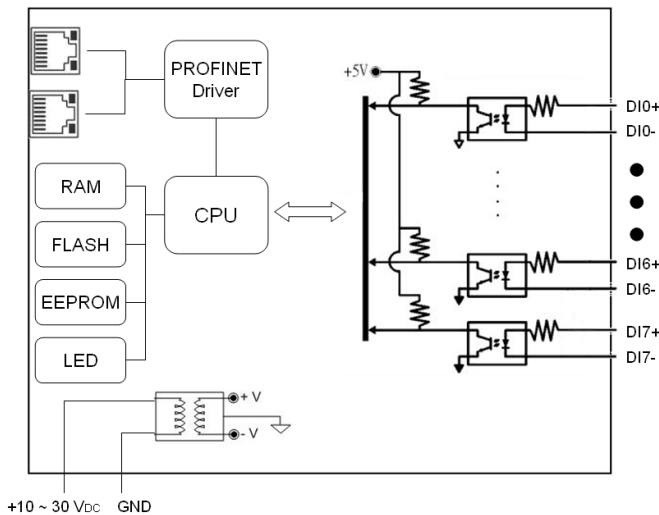 PROFINET
Driver
+5V
DI0+
DI0-
RAM
CPU
FLASH
DI6+
EEPROM
DI6-
DI7+
LED
DI7-
+ V
- V
+10 ~ 30 VDC
GND